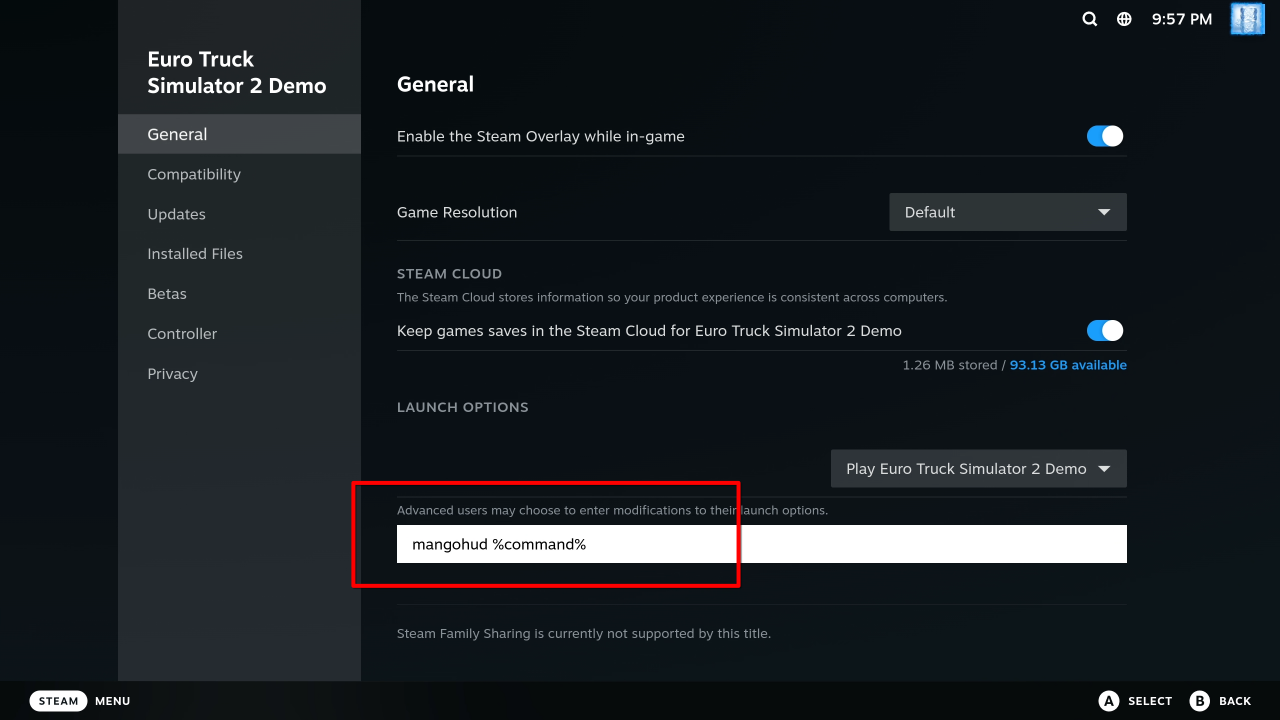 9:57 PM
Euro Truck
Simulator 2 Demo
General
Compatibility
Updates
Installed Files
Betas
Controller
Privacy
General
Enable the Steam Overlay while in-game
Game Resolution
Default
STEAM CLOUD
The Steam Cloud stores information so your product experience is consistent across computers.
Keep games saves in the Steam Cloud for Euro Truck Simulator 2 Demo
1.26 MB stored / 93.13 GB available
LAUNCH OPTIONS
Play Euro Truck Simulator 2 Demo
Advanced users may choose to enter modifications to their launch options.
mangohud %command%
Steam Family Sharing is currently not supported by this title.
STEAM MENU
A SELECT B BACK